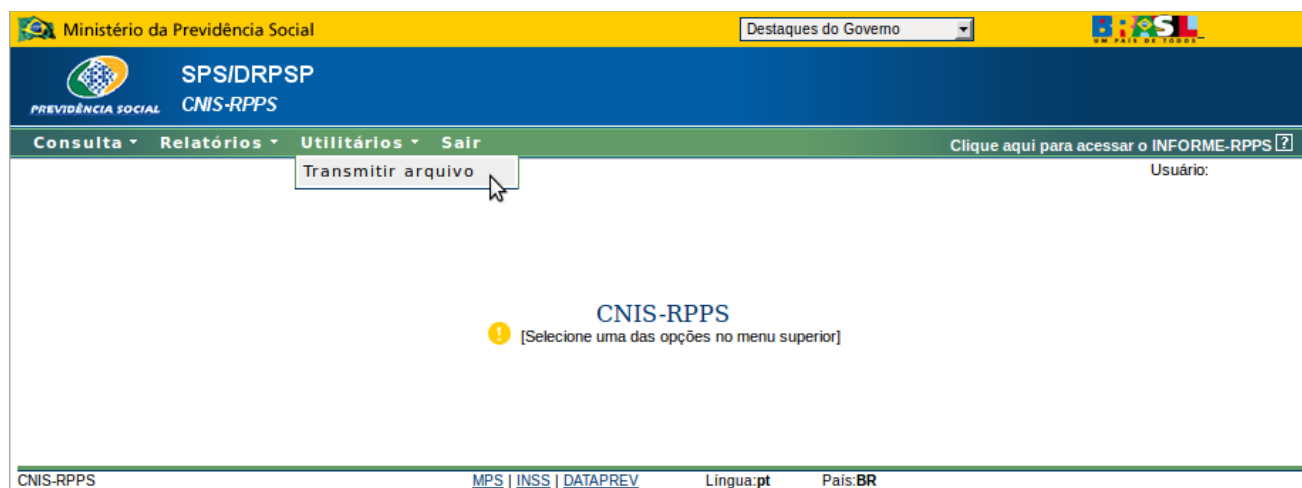 Ministério da Previdência Social Destaques do Governo BRASIL
UM PAÍS DE TODOS
SPS/DRPSP
PREVIDÊNCIA SOCIAL CNIS-RPPS
Consulta Relatórios Utilitários Sair Clique aqui para acessar o INFORME-RPPS ?
Transmitir arquivo Usuário:
CNIS-RPPS
! [Selecione uma das opções no menu superior]
CNIS-RPPS MPS | INSS | DATAPREV Língua:pt País:BR